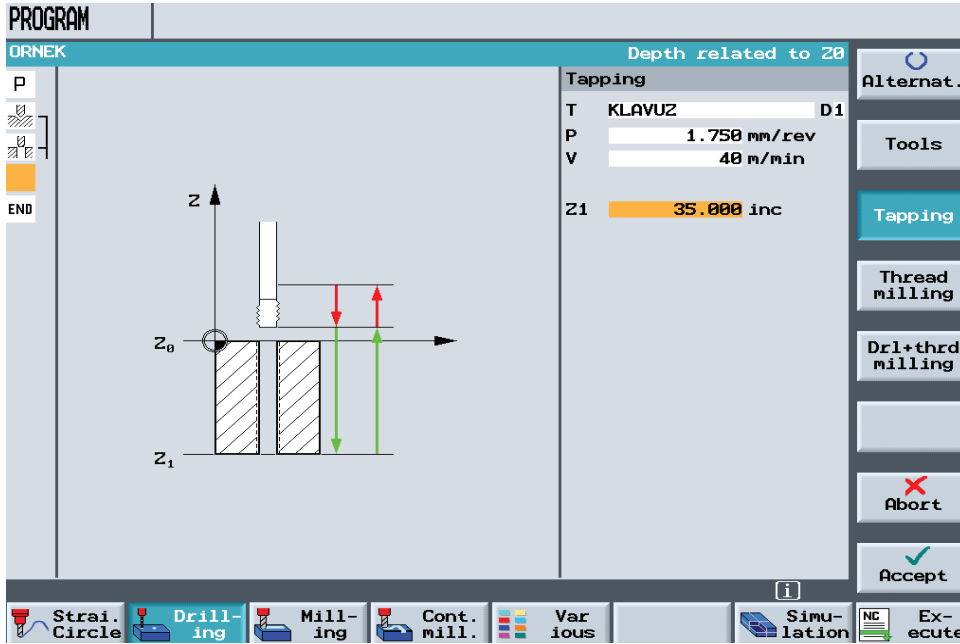 PROGRAM
ORNEK
Depth related to Z0
P
END
Z
Z0
Z1
Tapping
T KLAVUZ D1
P 1.750 mm/rev
V 40 m/min
Z1 35.000 inc
Alternat.
Tools
Tapping
Thread
milling
Drl+thrd
milling
Abort
Accept
i
Strai.
Circle
Drill-
ing
Mill-
ing
Cont.
mill.
Var
ious
Simu-
lation
NC
Ex-
ecute